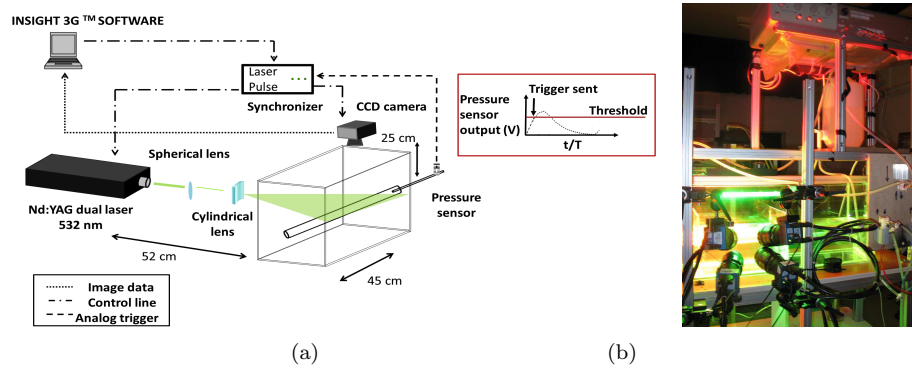 INSIGHT 3G TM SOFTWARE
Laser
Pulse
Synchronizer
CCD camera
25 cm
Spherical lens
Nd:YAG dual laser
532 nm
Cylindrical
lens
Pressure
sensor
52 cm
45 cm
Image data
Control line
Analog trigger
Trigger sent
Pressure
sensor
output (V)
Threshold
t/T
(a)
(b)